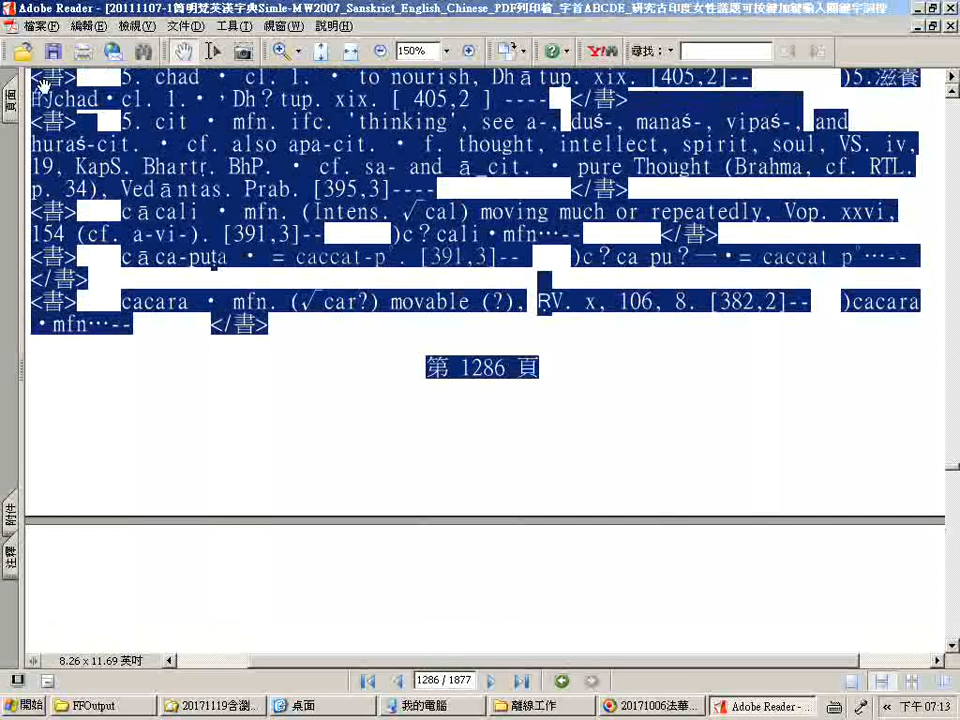 Adobe Reader - [20111107-1簡明梵英漢字典Simle-MW2007_Sanskrict_English_Chinese_PDF列印檔_字首ABCDE_研究古印度女性議題可按快
檔案(F) 編輯(E) 檢視(V) 文件(D) 工具(T) 視窗(W) 說明(H)
150% 尋找:
頁面
<書> 5. chad • cl. 1. • to nourish, Dhātup. xix. [405,2]-- )5.滋養
的chad•cl. 1.•，Dh?tup. xix. [ 405,2 ] ---- </書>
<書> 5. cit • mfn. ifc. 'thinking', see a-, duś-, manaś-, vipaś-, and
huraś-cit. • cf. also apa-cit. • f. thought, intellect, spirit, soul, VS. iv,
19, KapS. Bhartṛ. BhP. • cf. sa- and ā_cit. • pure Thought (Brahma, cf. RTL.
p. 34), Vedāntas. Prab. [395,3]---- </書>
<書> cācali • mfn. (Intens. √cal) moving much or repeatedly, Vop. xxvi,
154 (cf. a-vi-). [391,3]-- )c?cali•mfn…-- </書>
<書> cāca-puṭa • = caccat-p°. [391,3]-- )c?ca pu?一•= caccat p°…--
</書>
<書> cacara • mfn. (√car?) movable (?), ṚV. x, 106, 8. [382,2]-- )cacara
•mfn…-- </書>
第 1286 頁
附件
注釋
8.26 x 11.69 英吋
1286 / 1877
開始 FFOutput 20171119含瀏... 桌面 我的電腦 離線工作 20171006法華... Adobe Reader - ... 下午 07:13